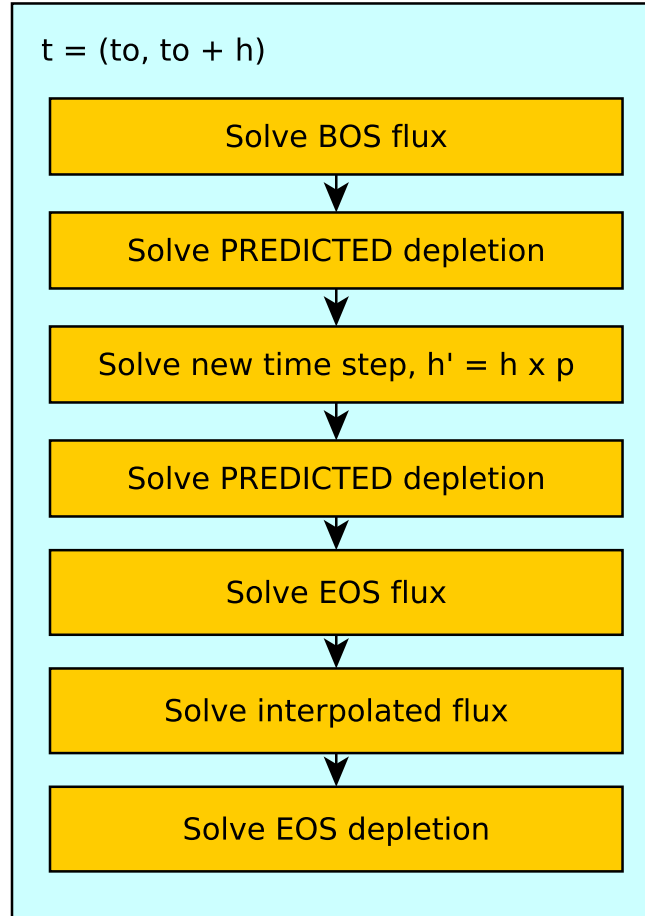 t = (to, to + h)
Solve BOS flux
Solve PREDICTED depletion
Solve new time step, h' = h x p
Solve PREDICTED depletion
Solve EOS flux
Solve interpolated flux
Solve EOS depletion